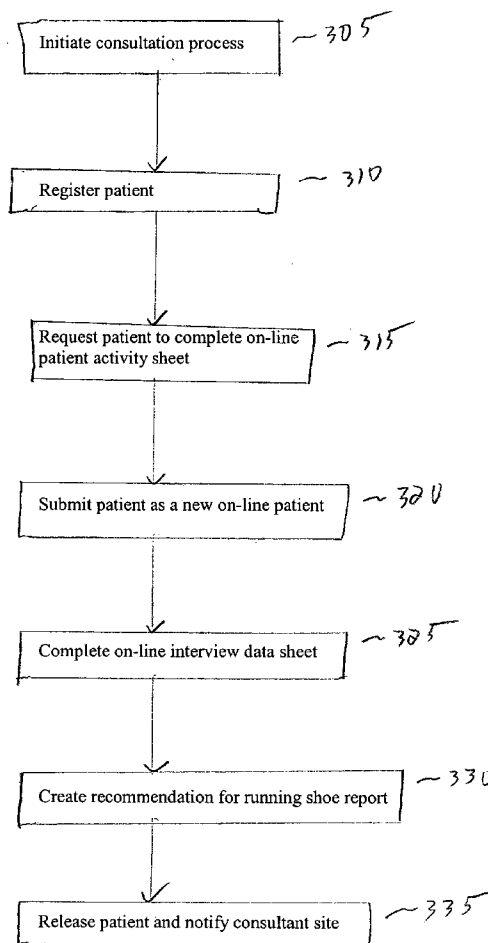 Initiate consultation process ~ 305
Register patient ~ 310
Request patient to complete on-line
patient activity sheet ~ 315
Submit patient as a new on-line patient ~ 320
Complete on-line interview data sheet ~ 325
Create recommendation for running shoe report ~ 330
Release patient and notify consultant site ~ 335